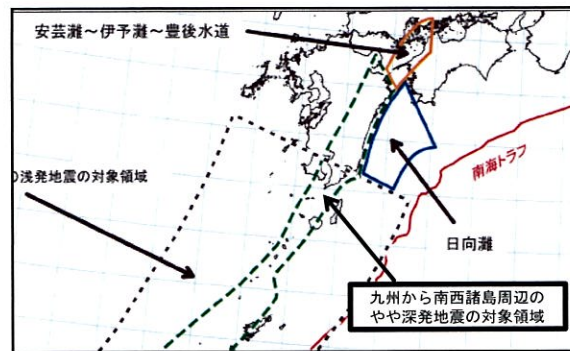 安芸灘~伊予灘~豊後水道
の浅発地震の対象領域
南海トラフ
日向灘
九州から南西諸島周辺の
やや深発地震の対象領域